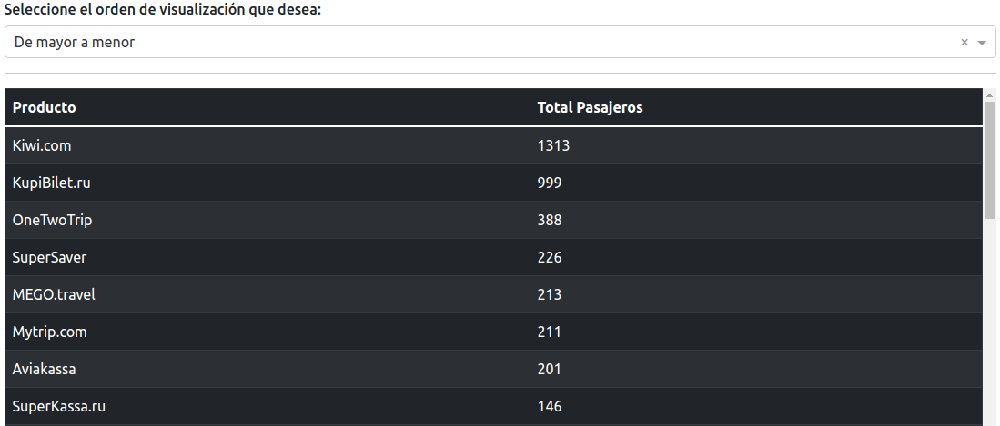 Seleccione el orden de visualización que desea:
De mayor a menor
Producto Total Pasajeros
Kiwi.com 1313
KupiBilet.ru 999
OneTwoTrip 388
SuperSaver 226
MEGO.travel 213
Mytrip.com 211
Aviakassa 201
SuperKassa.ru 146